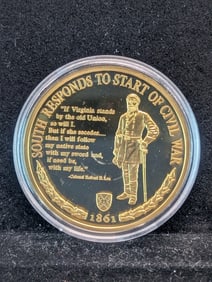 SOUTH RESPONDS TO START OF CIVIL WAR
"If Virginia stands
by the old Union,
so will I.
But if she secedes...
then I will follow
my native state
with my sword and,
if need be,
with my life."
-Colonel Robert E. Lee
1861